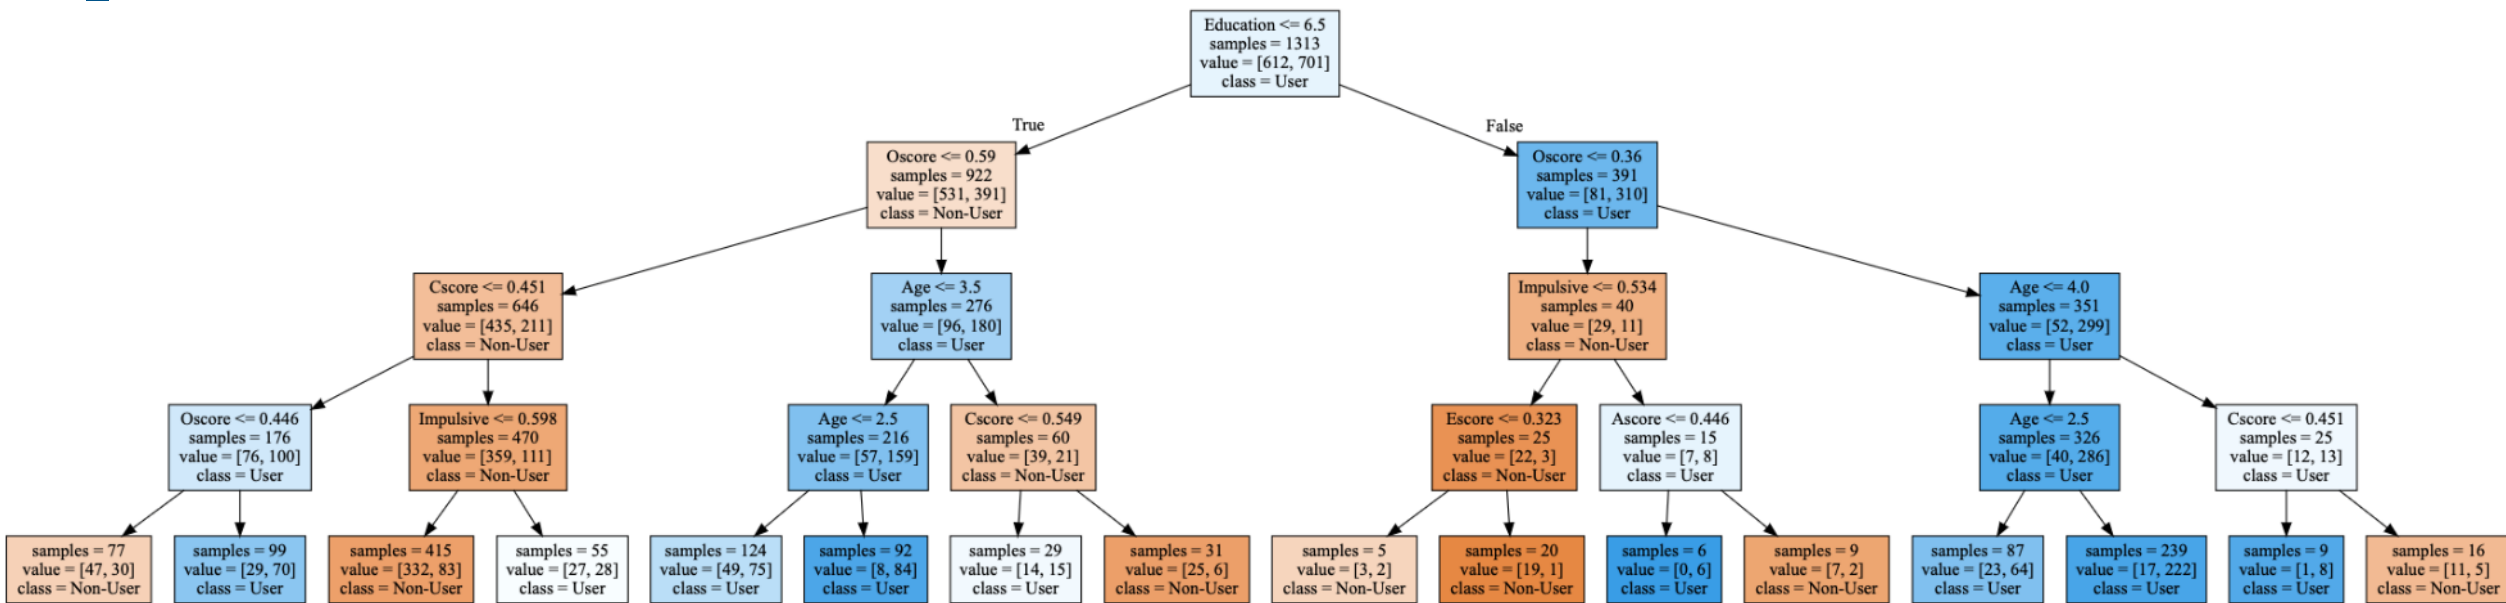 Education <= 6.5
samples = 1313
value = [612, 701]
class = User
True
False
Oscore <= 0.59
samples = 922
value = [531, 391]
class = Non-User
Oscore <= 0.36
samples = 391
value = [81, 310]
class = User
Cscore <= 0.451
samples = 646
value = [435, 211]
class = Non-User
Age <= 3.5
samples = 276
value = [96, 180]
class = User
Impulsive <= 0.534
samples = 40
value = [29, 11]
class = Non-User
Age <= 4.0
samples = 351
value = [52, 299]
class = User
Oscore <= 0.446
samples = 176
value = [76, 100]
class = User
Impulsive <= 0.598
samples = 470
value = [359, 111]
class = Non-User
Age <= 2.5
samples = 216
value = [57, 159]
class = User
Cscore <= 0.549
samples = 60
value = [39, 21]
class = Non-User
Escore <= 0.323
samples = 25
value = [22, 3]
class = Non-User
Ascore <= 0.446
samples = 15
value = [7, 8]
class = User
Age <= 2.5
samples = 326
value = [40, 286]
class = User
Cscore <= 0.451
samples = 25
value = [12, 13]
class = User
samples = 77
value = [47, 30]
class = Non-User
samples = 99
value = [29, 70]
class = User
samples = 415
value = [332, 83]
class = Non-User
samples = 55
value = [27, 28]
class = User
samples = 124
value = [49, 75]
class = User
samples = 92
value = [8, 84]
class = User
samples = 29
value = [14, 15]
class = User
samples = 31
value = [25, 6]
class = Non-User
samples = 5
value = [3, 2]
class = Non-User
samples = 20
value = [19, 1]
class = Non-User
samples = 6
value = [0, 6]
class = User
samples = 9
value = [7, 2]
class = Non-User
samples = 87
value = [23, 64]
class = User
samples = 239
value = [17, 222]
class = User
samples = 9
value = [1, 8]
class = User
samples = 16
value = [11, 5]
class = Non-User